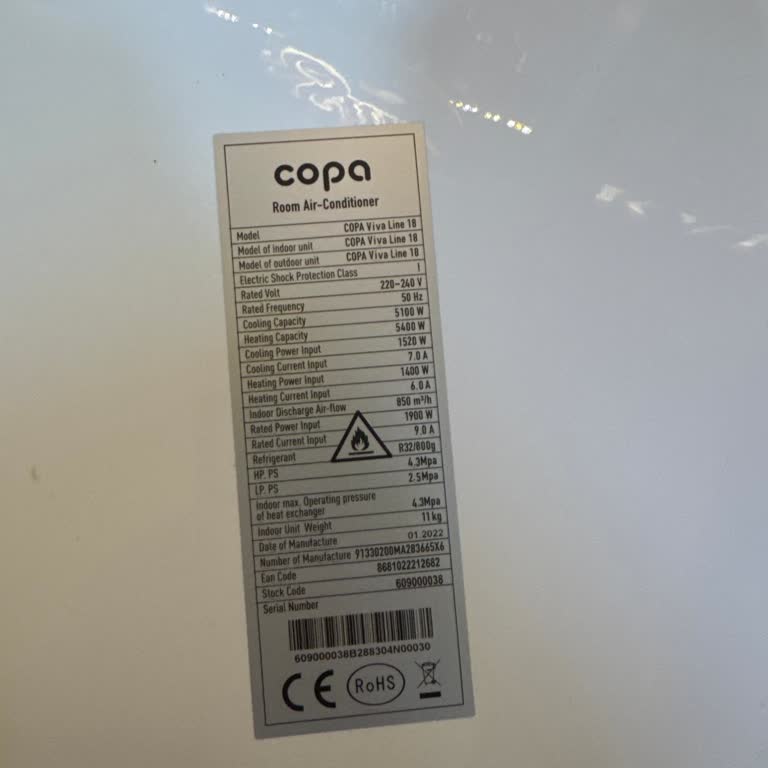 copa
Room Air-Conditioner
Model COPA Viva Line 18
Model of indoor unit COPA Viva Line 18
Model of outdoor unit COPA Viva Line 18
Electric Shock Protection Class I
Rated Volt 220~240 V
Rated Frequency 50 Hz
Cooling Capacity 5100 W
Heating Capacity 5400 W
Cooling Power Input 1520 W
Cooling Current Input 7.0 A
Heating Power Input 1400 W
Heating Current Input 6.0 A
Indoor Discharge Air-flow 850 m³/h
Rated Power Input 1900 W
Rated Current Input 9.0 A
Refrigerant R32/800g
HP. PS 4.3Mpa
LP. PS 2.5Mpa
Indoor max. Operating pressure
of heat exchanger 4.3Mpa
Indoor Unit Weight 11 kg
Date of Manufacture 01.2022
Number of Manufacture 91330200MA283665X6
Ean Code 8681022212682
Stock Code 609000038
Serial Number
609000038B288304N00030
CE RoHS